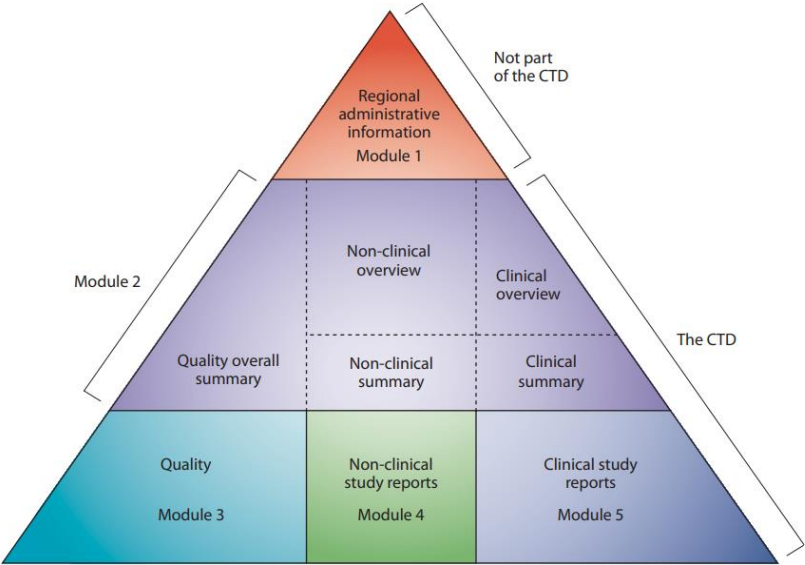 Not part
of the CTD
Regional
administrative
information
Module 1
Module 2
Non-clinical
overview
Clinical
overview
The CTD
Quality overall
summary
Non-clinical
summary
Clinical
summary
Quality
Module 3
Non-clinical
study reports
Module 4
Clinical study
reports
Module 5